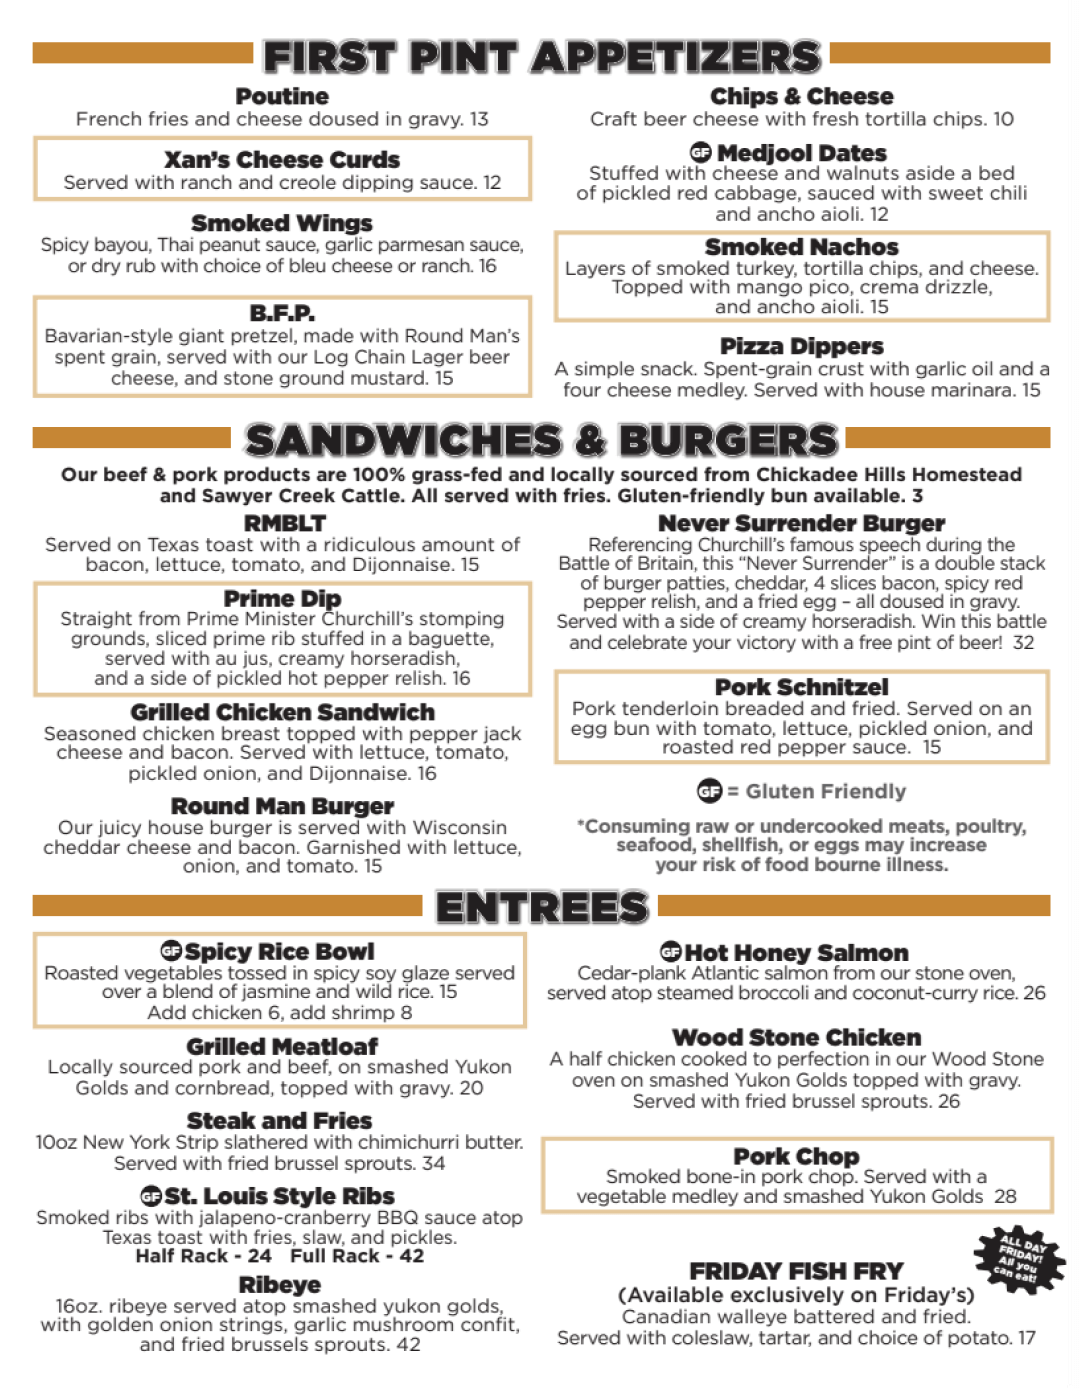 FIRST PINT APPETIZERS
Poutine
French fries and cheese doused in gravy. 13
Xan's Cheese Curds
Served with ranch and creole dipping sauce. 12
Smoked Wings
Spicy bayou, Thai peanut sauce, garlic parmesan sauce,
or dry rub with choice of bleu cheese or ranch. 16
B.F.P.
Bavarian-style giant pretzel, made with Round Man's
spent grain, served with our Log Chain Lager beer
cheese, and stone ground mustard. 15
Chips & Cheese
Craft beer cheese with fresh tortilla chips. 10
GF Medjool Dates
Stuffed with cheese and walnuts aside a bed
of pickled red cabbage, sauced with sweet chili
and ancho aioli. 12
Smoked Nachos
Layers of smoked turkey, tortilla chips, and cheese.
Topped with mango pico, crema drizzle,
and ancho aioli. 15
Pizza Dippers
A simple snack. Spent-grain crust with garlic oil and a
four cheese medley. Served with house marinara. 15
SANDWICHES & BURGERS
Our beef & pork products are 100% grass-fed and locally sourced from Chickadee Hills Homestead
and Sawyer Creek Cattle. All served with fries. Gluten-friendly bun available. 3
RMBLT
Served on Texas toast with a ridiculous amount of
bacon, lettuce, tomato, and Dijonnaise. 15
Prime Dip
Straight from Prime Minister Churchill's stomping
grounds, sliced prime rib stuffed in a baguette,
served with au jus, creamy horseradish,
and a side of pickled hot pepper relish. 16
Grilled Chicken Sandwich
Seasoned chicken breast topped with pepper jack
cheese and bacon. Served with lettuce, tomato,
pickled onion, and Dijonnaise. 16
Round Man Burger
Our juicy house burger is served with Wisconsin
cheddar cheese and bacon. Garnished with lettuce,
onion, and tomato. 15
Never Surrender Burger
Referencing Churchill's famous speech during the
Battle of Britain, this "Never Surrender" is a double stack
of burger patties, cheddar, 4 slices bacon, spicy red
pepper relish, and a fried egg – all doused in gravy.
Served with a side of creamy horseradish. Win this battle
and celebrate your victory with a free pint of beer! 32
Pork Schnitzel
Pork tenderloin breaded and fried. Served on an
egg bun with tomato, lettuce, pickled onion, and
roasted red pepper sauce. 15
GF = Gluten Friendly
*Consuming raw or undercooked meats, poultry,
seafood, shellfish, or eggs may increase
your risk of food bourne illness.
ENTREES
GF Spicy Rice Bowl
Roasted vegetables tossed in spicy soy glaze served
over a blend of jasmine and wild rice. 15
Add chicken 6, add shrimp 8
Grilled Meatloaf
Locally sourced pork and beef, on smashed Yukon
Golds and cornbread, topped with gravy. 20
Steak and Fries
10oz New York Strip slathered with chimichurri butter.
Served with fried brussel sprouts. 34
GF St. Louis Style Ribs
Smoked ribs with jalapeno-cranberry BBQ sauce atop
Texas toast with fries, slaw, and pickles.
Half Rack - 24 Full Rack - 42
Ribeye
16oz. ribeye served atop smashed yukon golds,
with golden onion strings, garlic mushroom confit,
and fried brussels sprouts. 42
GF Hot Honey Salmon
Cedar-plank Atlantic salmon from our stone oven,
served atop steamed broccoli and coconut-curry rice. 26
Wood Stone Chicken
A half chicken cooked to perfection in our Wood Stone
oven on smashed Yukon Golds topped with gravy.
Served with fried brussel sprouts. 26
Pork Chop
Smoked bone-in pork chop. Served with a
vegetable medley and smashed Yukon Golds 28
ALL DAY
FRIDAY!
All you
can eat!
FRIDAY FISH FRY
(Available exclusively on Friday's)
Canadian walleye battered and fried.
Served with coleslaw, tartar, and choice of potato. 17